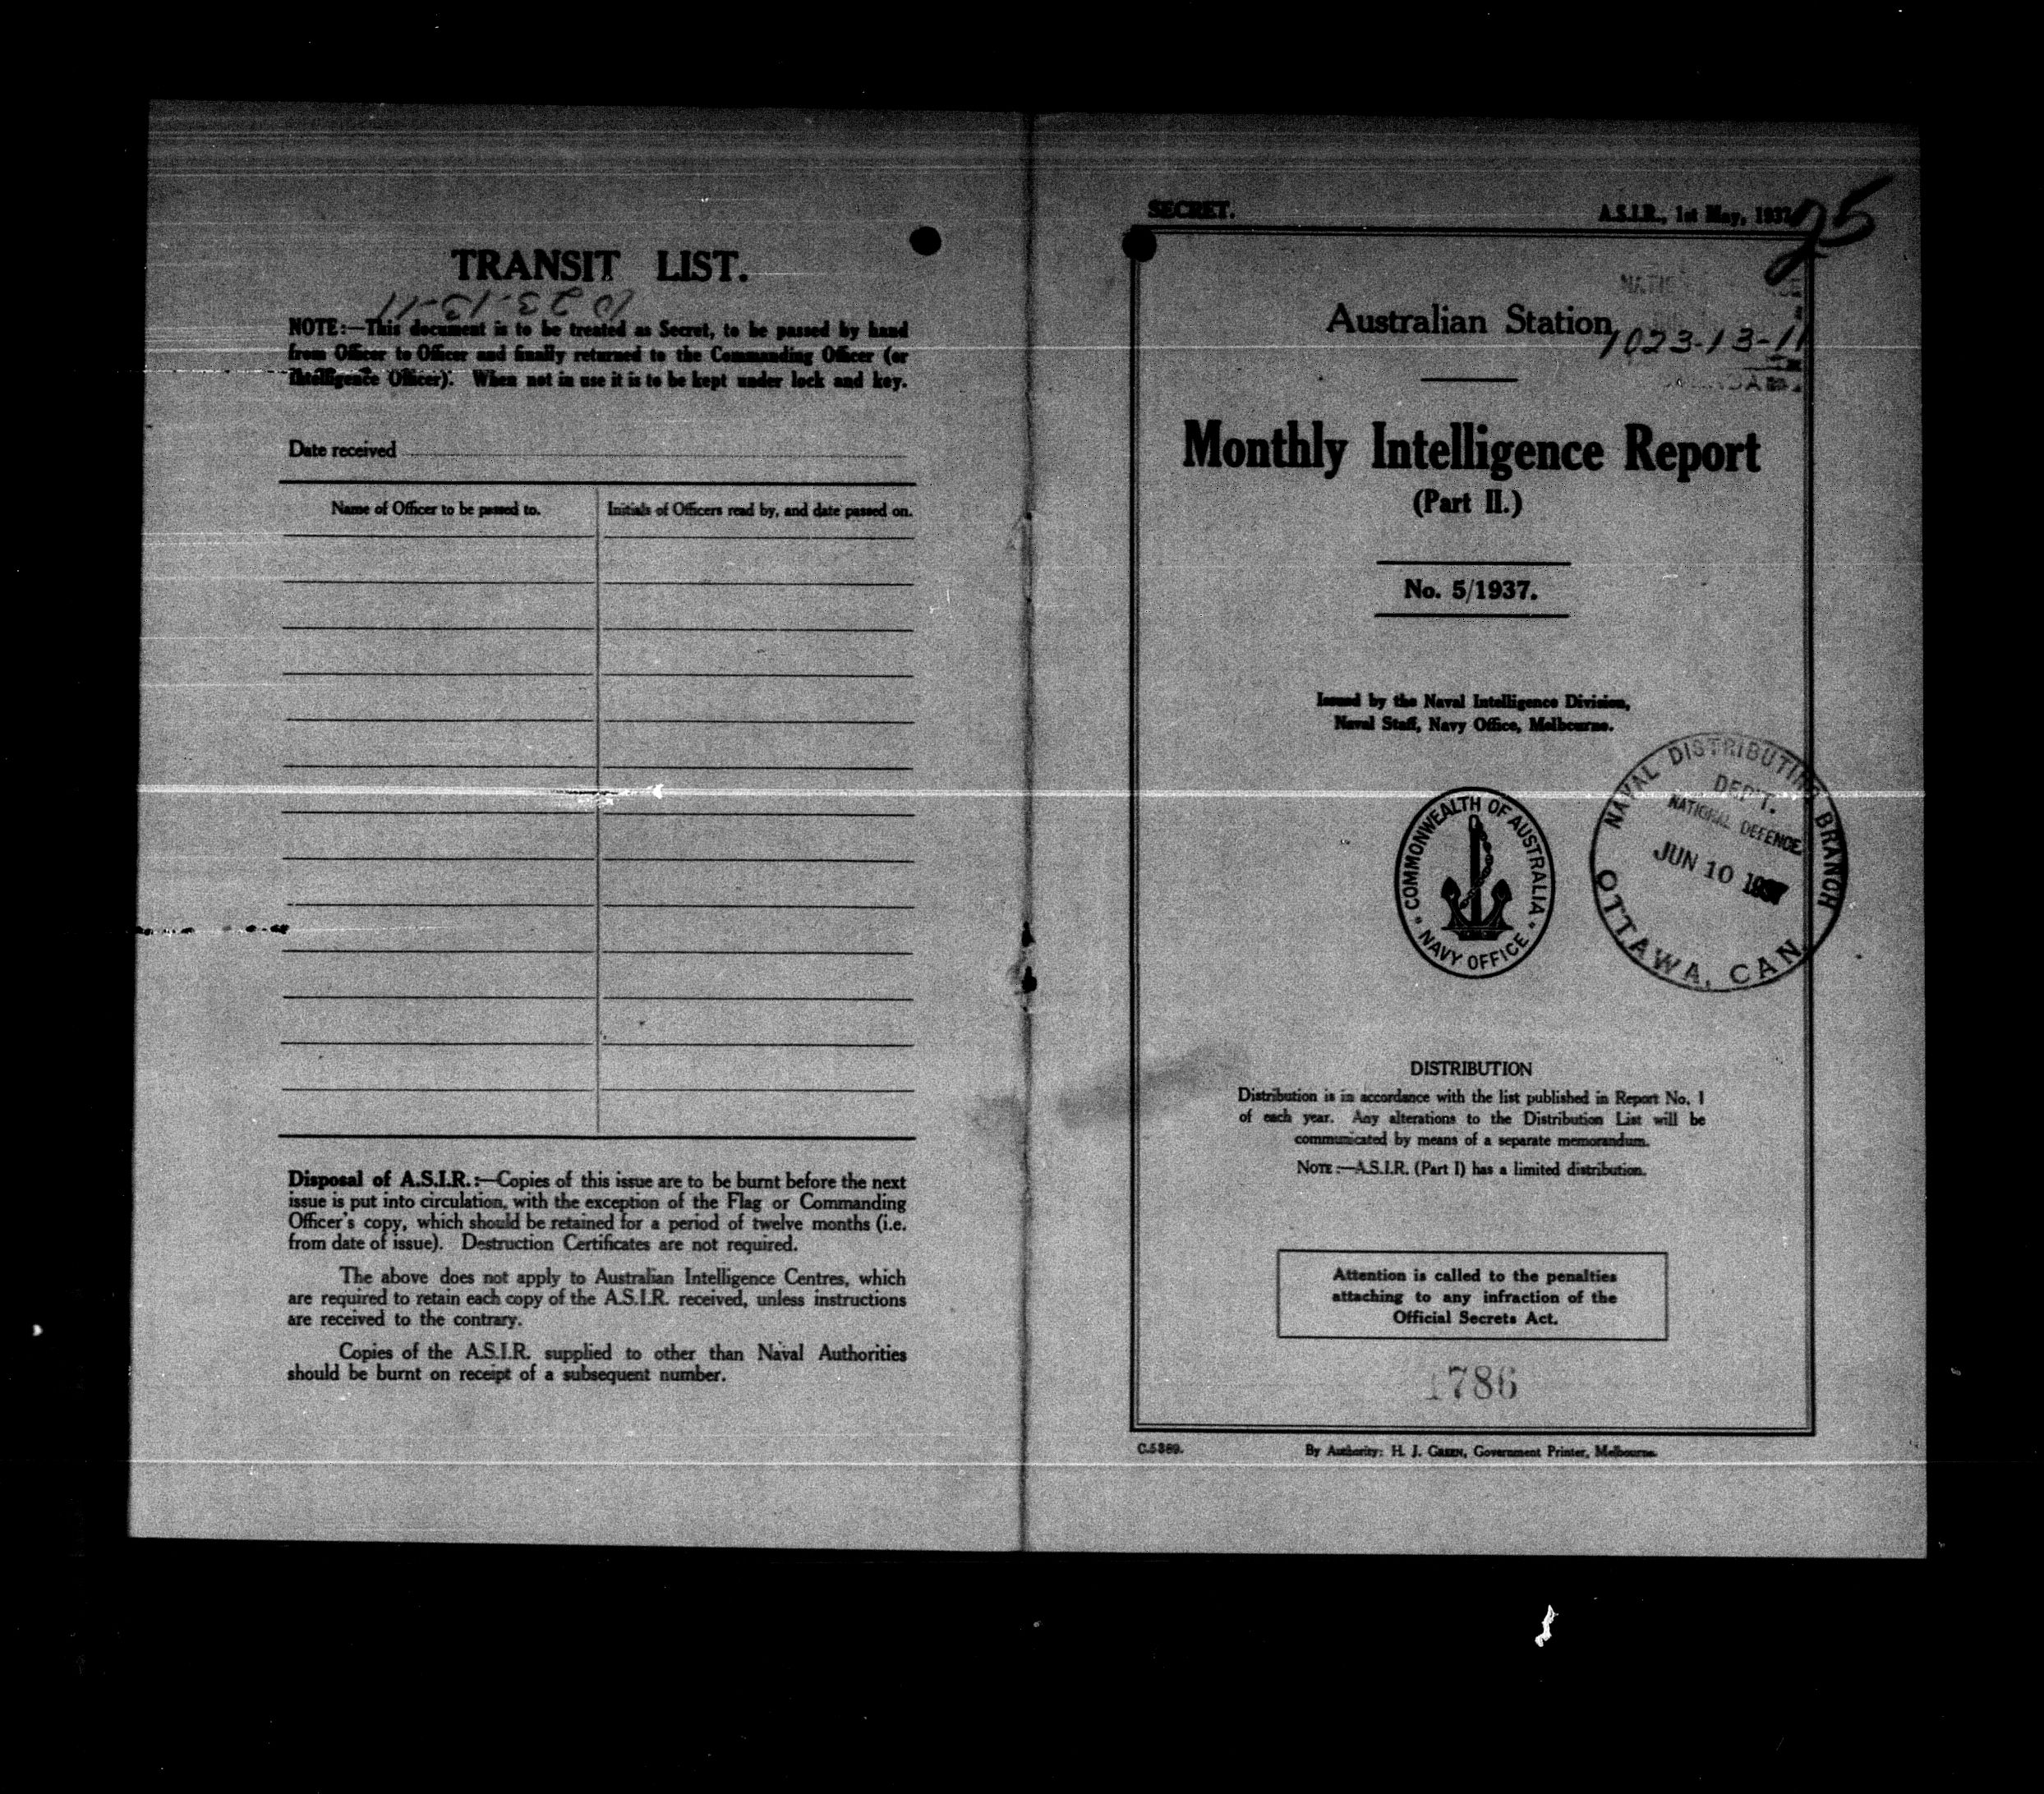 TRANSIT LIST.
1023-13-11
NOTE:—This document is to be treated as Secret, to be passed by hand
from Officer to Officer and finally returned to the Commanding Officer (or
Intelligence Officer). When not in use it is to be kept under lock and key.
Date received
Name of Officer to be passed to. Initials of Officers read by, and date passed on.
Disposal of A.S.I.R.:—Copies of this issue are to be burnt before the next
issue is put into circulation, with the exception of the Flag or Commanding
Officer's copy, which should be retained for a period of twelve months (i.e.
from date of issue). Destruction Certificates are not required.
The above does not apply to Australian Intelligence Centres, which
are required to retain each copy of the A.S.I.R. received, unless instructions
are received to the contrary.
Copies of the A.S.I.R. supplied to other than Naval Authorities
should be burnt on receipt of a subsequent number.
SECRET.
A.S.I.R., 1st May, 1937
25
Australian Station
1023-13-11
Monthly Intelligence Report
(Part II.)
No. 5/1937.
Issued by the Naval Intelligence Division,
Naval Staff, Navy Office, Melbourne.
COMMONWEALTH OF AUSTRALIA
NAVY OFFICE
NAVAL DISTRIBUTING BRANCH
DEPT.
NATIONAL DEFENCE
JUN 10 1937
OTTAWA, CAN
DISTRIBUTION
Distribution is in accordance with the list published in Report No. 1
of each year. Any alterations to the Distribution List will be
communicated by means of a separate memorandum.
NOTE:—A.S.I.R. (Part I) has a limited distribution.
Attention is called to the penalties
attaching to any infraction of the
Official Secrets Act.
1786
C.5389.
By Authority: H. J. GREEN, Government Printer, Melbourne.